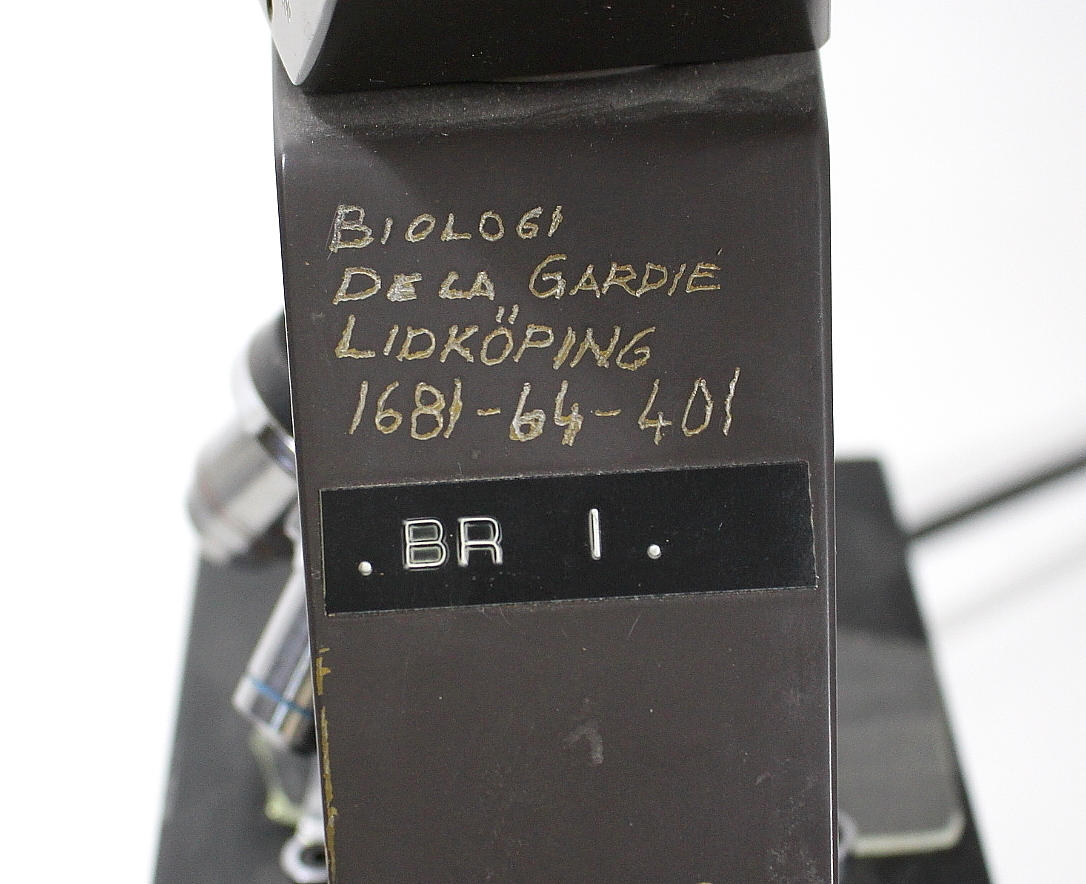 BIOLOGI
DE LA GARDIE
LIDKÖPING
1681-64-401
. BR 1 .